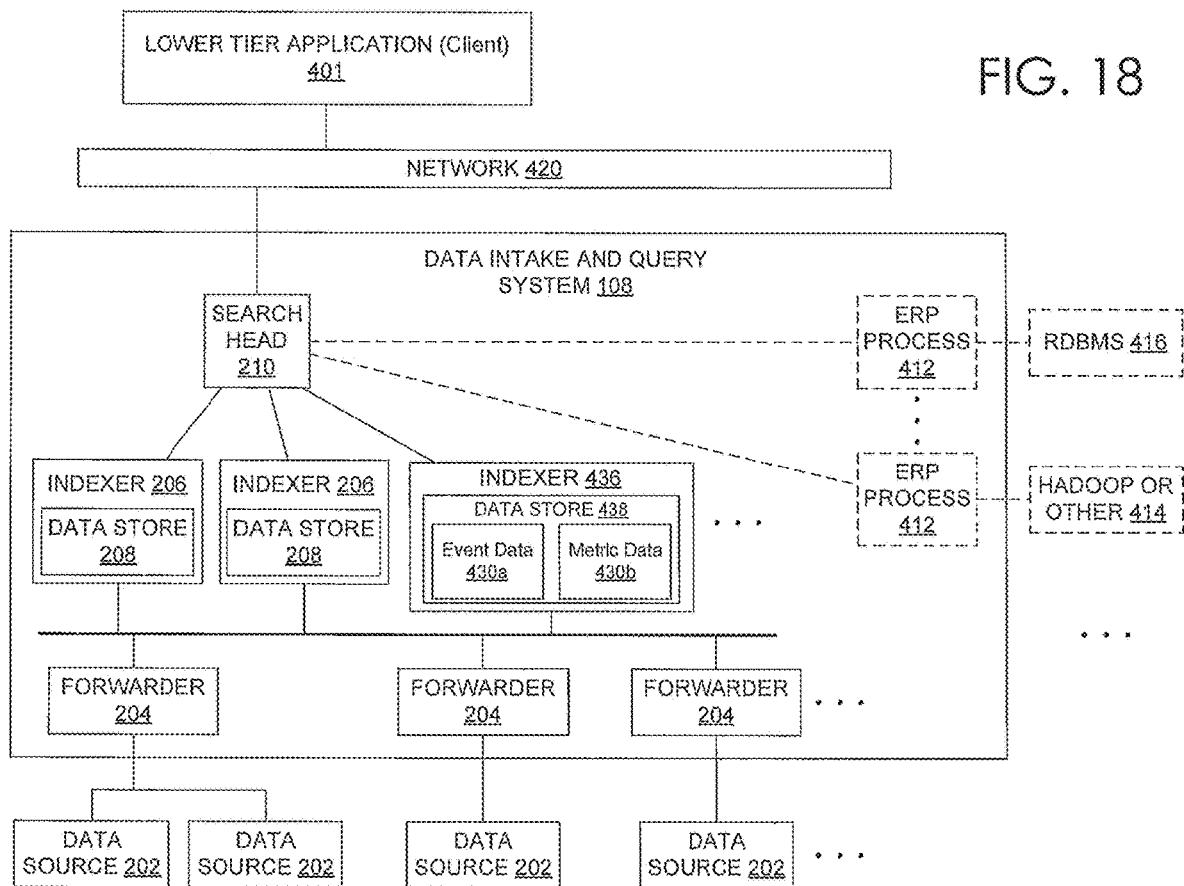 LOWER TIER APPLICATION (Client)
401
FIG. 18
NETWORK 420
DATA INTAKE AND QUERY
SYSTEM 108
SEARCH
HEAD
210
ERP
PROCESS
412
RDBMS 416
INDEXER 206
DATA STORE
208
INDEXER 206
DATA STORE
208
INDEXER 436
DATA STORE 438
Event Data
430a
Metric Data
430b
. . .
ERP
PROCESS
412
HADOOP OR
OTHER 414
. . .
FORWARDER
204
FORWARDER
204
FORWARDER
204
. . .
DATA
SOURCE 202
DATA
SOURCE 202
DATA
SOURCE 202
DATA
SOURCE 202
. . .